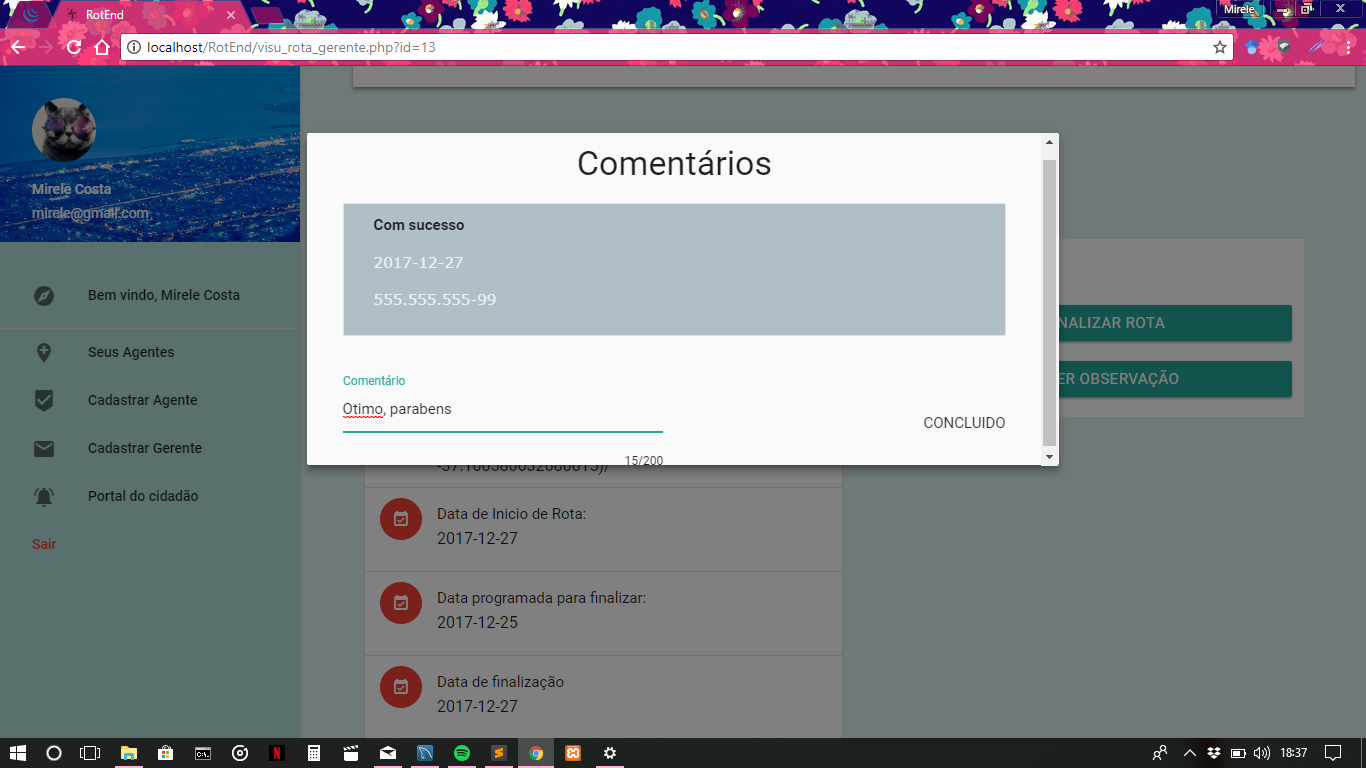 RotEnd
Mirele
localhost/RotEnd/visu_rota_gerente.php?id=13
Mirele Costa
mirele@gmail.com
Bem vindo, Mirele Costa
Seus Agentes
Cadastrar Agente
Cadastrar Gerente
Portal do cidadão
Sair
Comentários
Com sucesso
2017-12-27
555.555.555-99
Comentário
Otimo, parabens
CONCLUIDO
15/200
NALIZAR ROTA
ER OBSERVAÇÃO
Data de Inicio de Rota:
2017-12-27
Data programada para finalizar:
2017-12-25
Data de finalização
2017-12-27
18:37